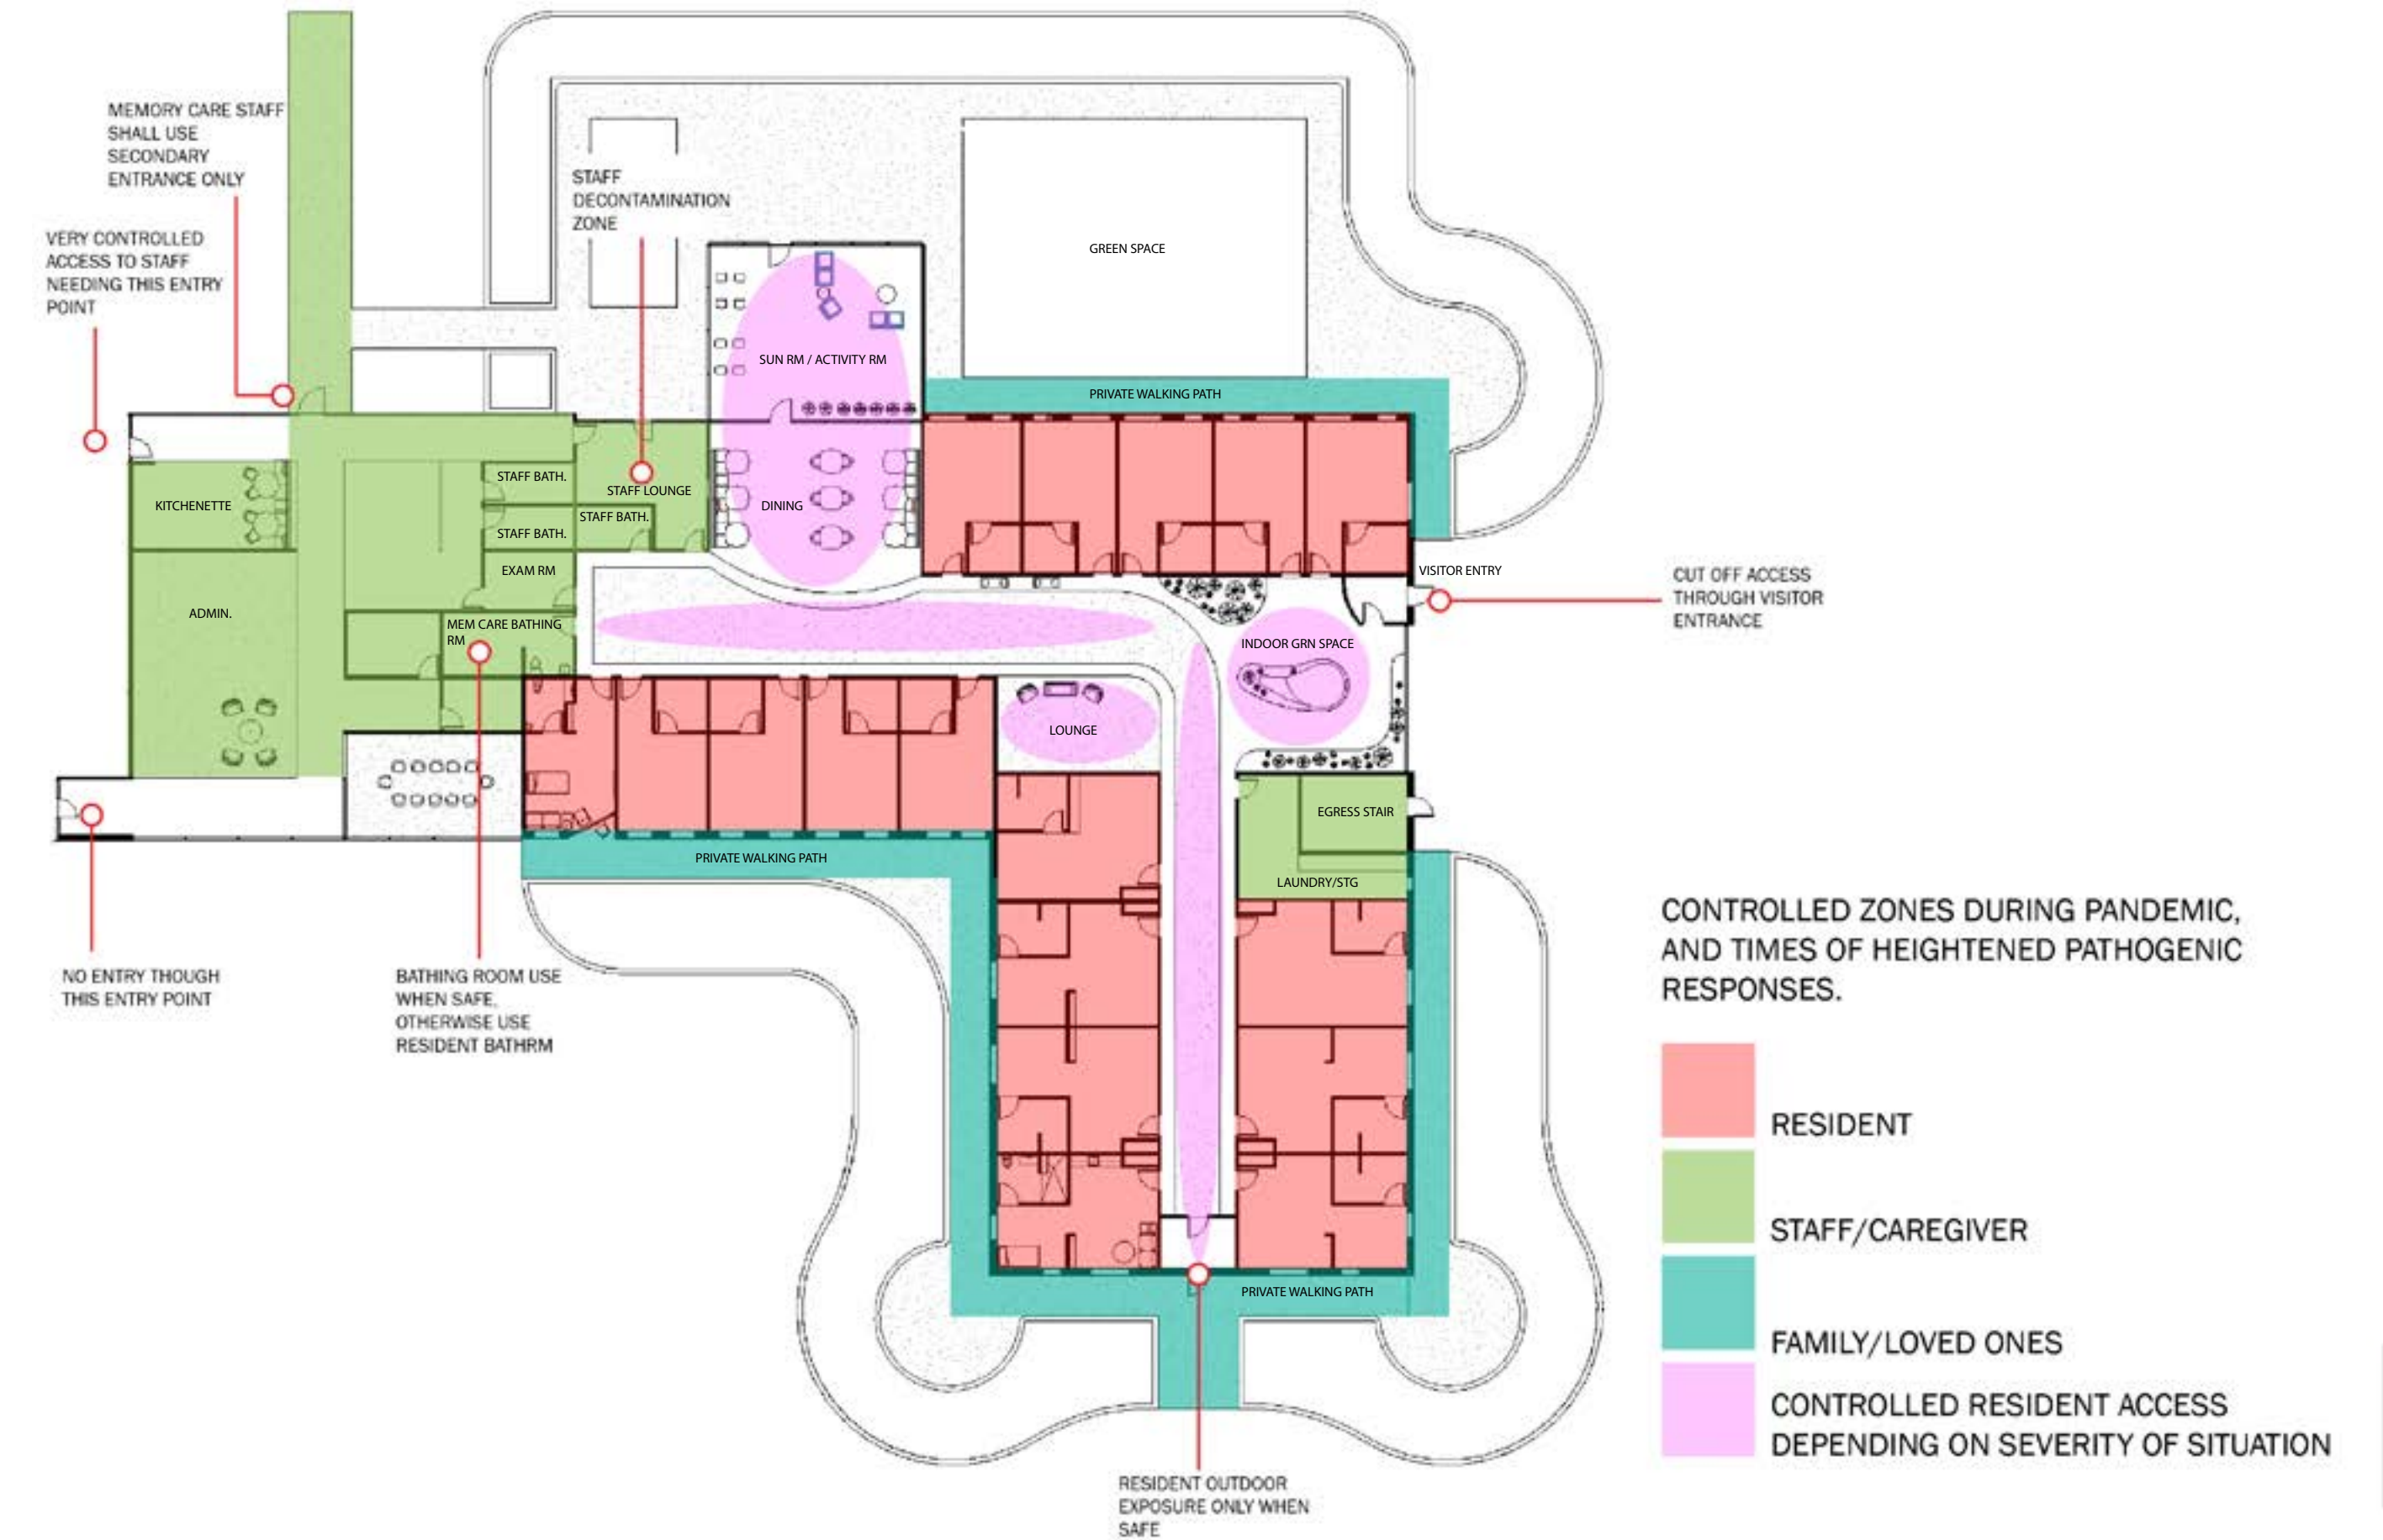 MEMORY CARE STAFF
SHALL USE
SECONDARY
ENTRANCE ONLY
VERY CONTROLLED
ACCESS TO STAFF
NEEDING THIS ENTRY
POINT
STAFF
DECONTAMINATION
ZONE
GREEN SPACE
SUN RM / ACTIVITY RM
PRIVATE WALKING PATH
KITCHENETTE
STAFF BATH.
STAFF LOUNGE
STAFF BATH.
STAFF BATH.
DINING
EXAM RM
VISITOR ENTRY
CUT OFF ACCESS
THROUGH VISITOR
ENTRANCE
ADMIN.
MEM CARE BATHING
RM
INDOOR GRN SPACE
LOUNGE
EGRESS STAIR
PRIVATE WALKING PATH
LAUNDRY/STG
NO ENTRY THOUGH
THIS ENTRY POINT
BATHING ROOM USE
WHEN SAFE,
OTHERWISE USE
RESIDENT BATHRM
PRIVATE WALKING PATH
RESIDENT OUTDOOR
EXPOSURE ONLY WHEN
SAFE
CONTROLLED ZONES DURING PANDEMIC,
AND TIMES OF HEIGHTENED PATHOGENIC
RESPONSES.
RESIDENT
STAFF/CAREGIVER
FAMILY/LOVED ONES
CONTROLLED RESIDENT ACCESS
DEPENDING ON SEVERITY OF SITUATION